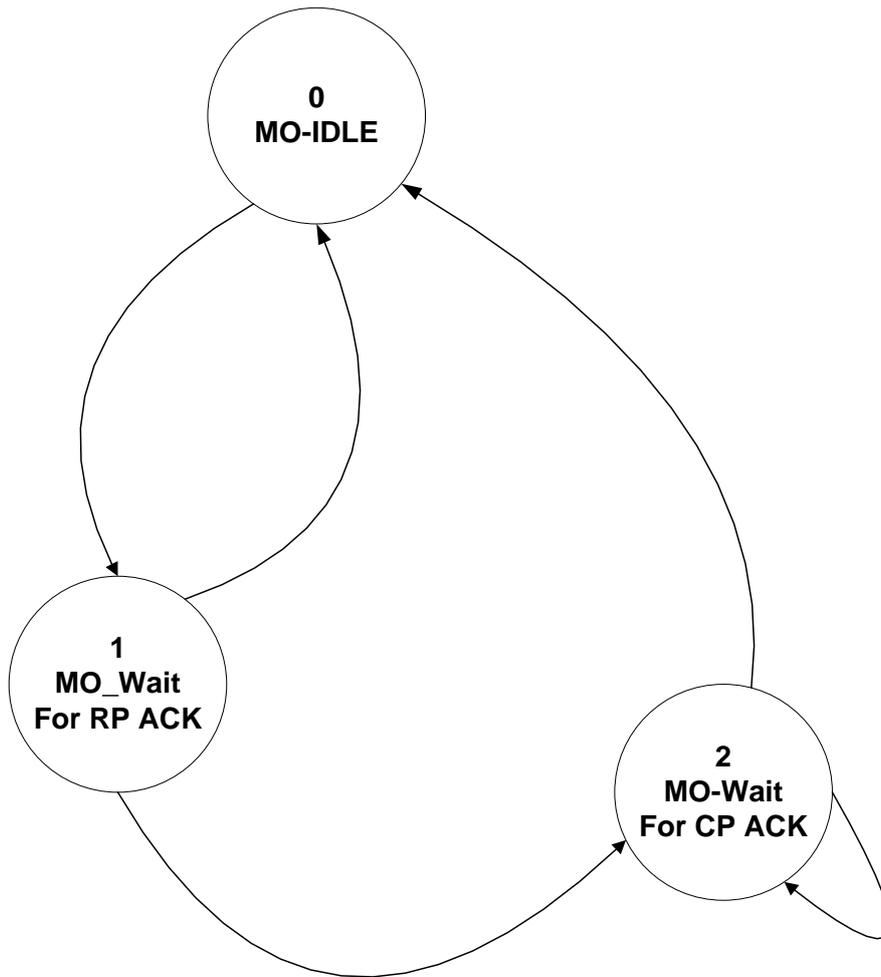 0
MO-IDLE
1
MO_Wait
For RP ACK
2
MO-Wait
For CP ACK